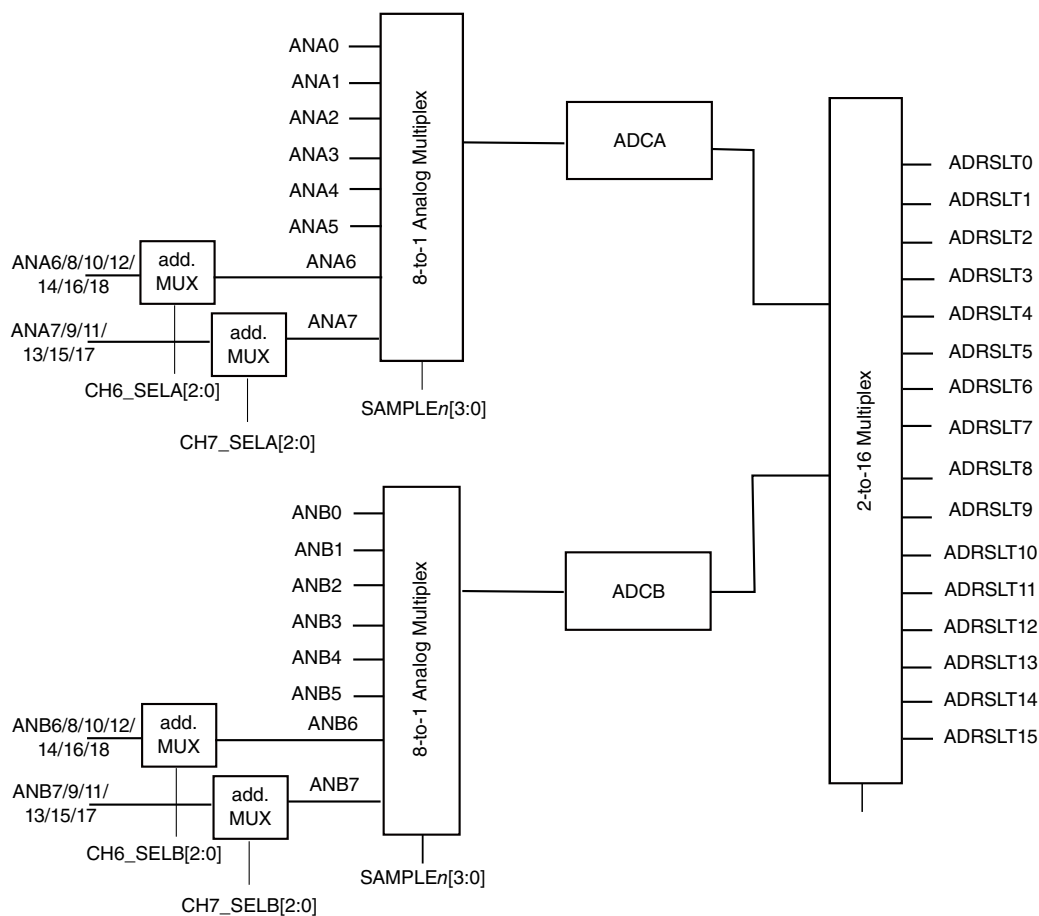 ANA0
ANA1
ANA2
ANA3
ANA4
ANA5
ANA6/8/10/12/
14/16/18
add.
MUX
ANA6
ANA7/9/11/
13/15/17
add.
MUX
ANA7
CH6_SELA[2:0]
CH7_SELA[2:0]
8-to-1 Analog Multiplex
SAMPLEn[3:0]
ADCA
ANB0
ANB1
ANB2
ANB3
ANB4
ANB5
ANB6/8/10/12/
14/16/18
add.
MUX
ANB6
ANB7/9/11/
13/15/17
add.
MUX
ANB7
CH6_SELB[2:0]
CH7_SELB[2:0]
8-to-1 Analog Multiplex
SAMPLEn[3:0]
ADCB
2-to-16 Multiplex
ADRSLT0
ADRSLT1
ADRSLT2
ADRSLT3
ADRSLT4
ADRSLT5
ADRSLT6
ADRSLT7
ADRSLT8
ADRSLT9
ADRSLT10
ADRSLT11
ADRSLT12
ADRSLT13
ADRSLT14
ADRSLT15